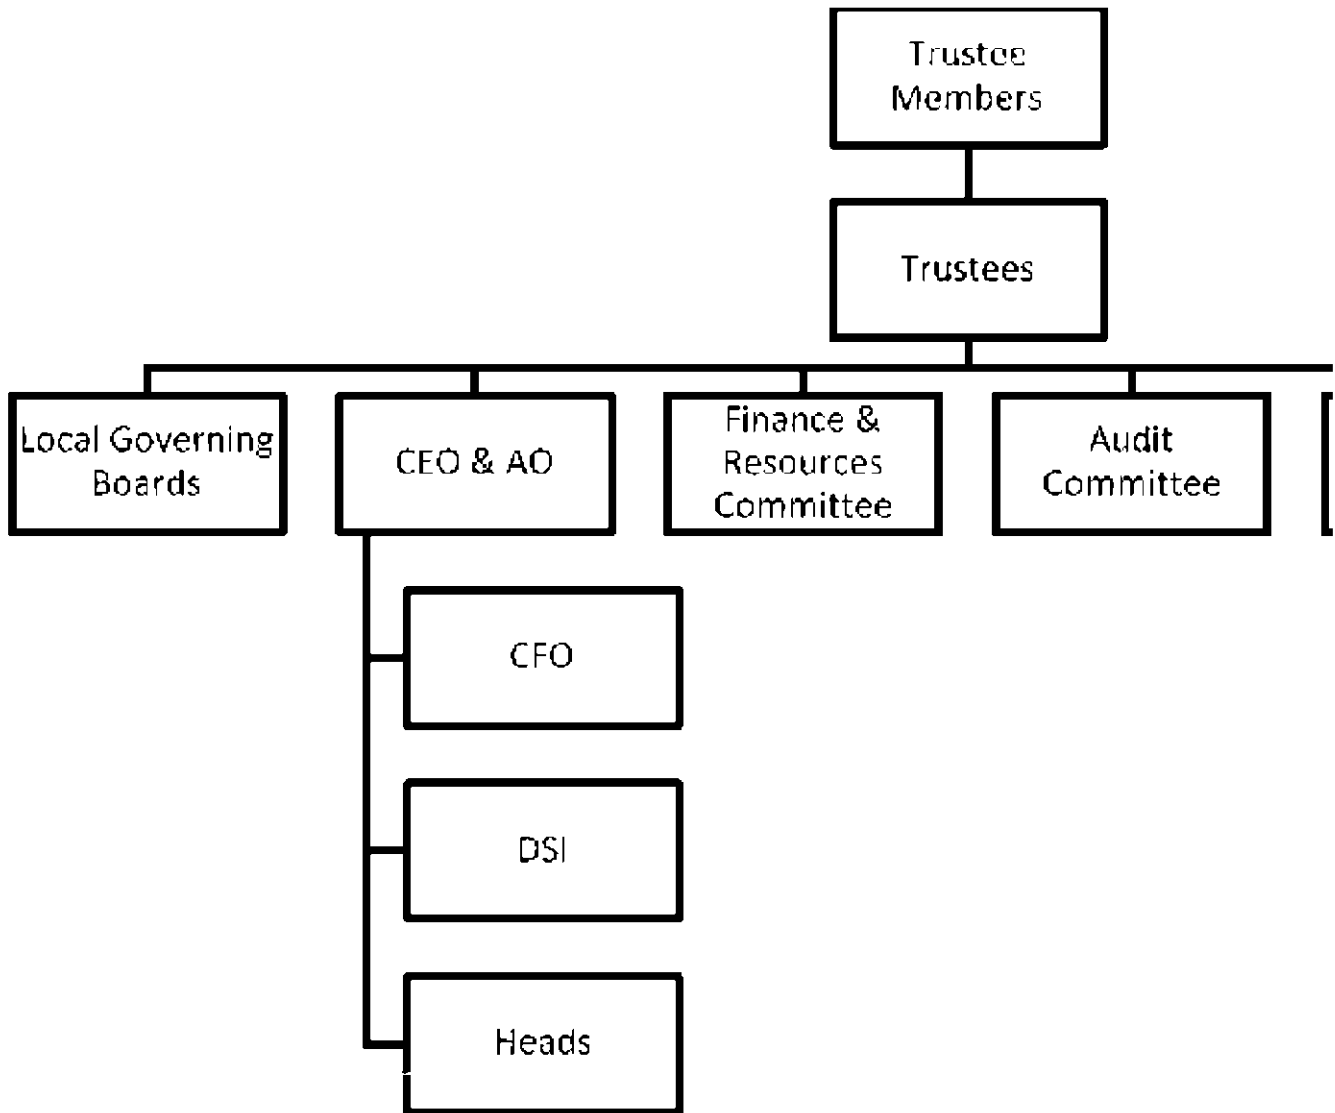 Trustee
Members
Trustees
Local Governing
Boards
CEO & AO
Finance &
Resources
Committee
Audit
Committee
CFO
DSI
Heads